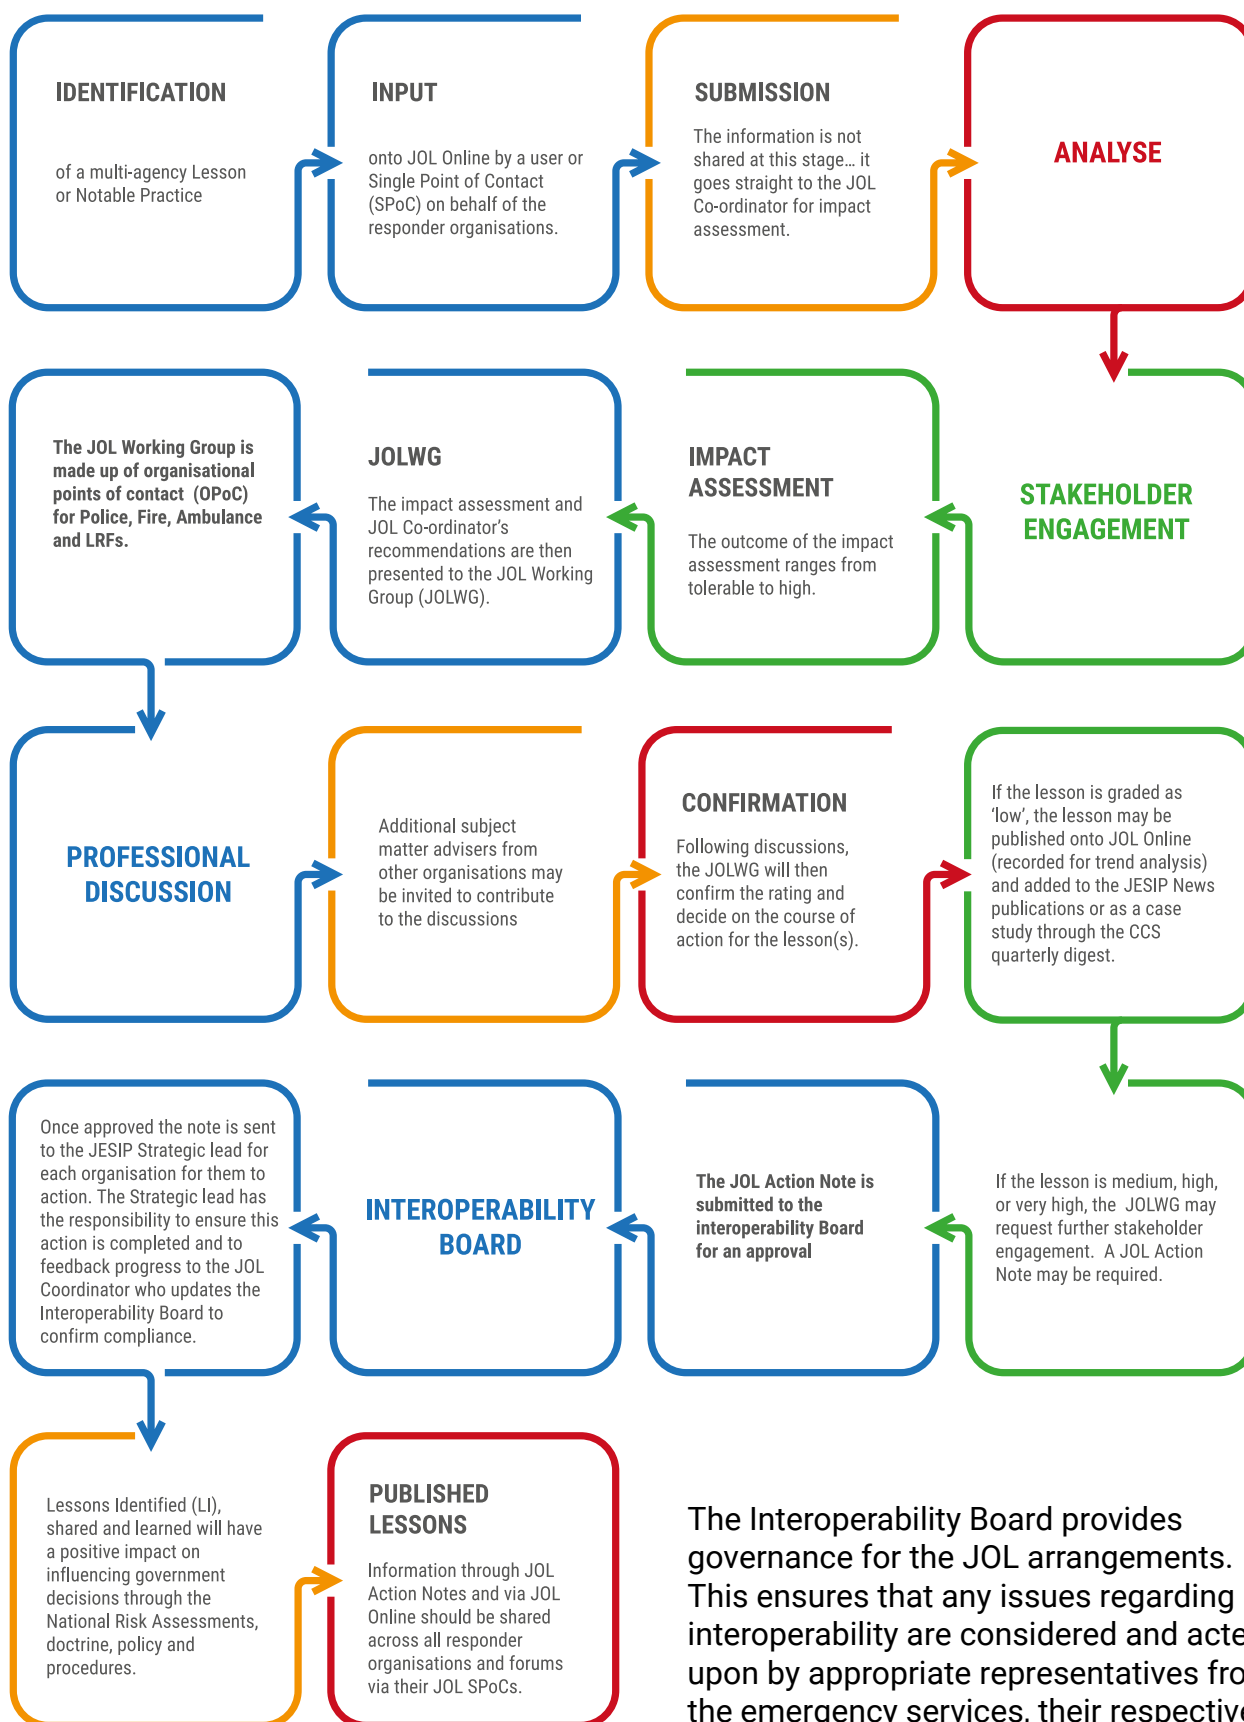 IDENTIFICATION
of a multi-agency Lesson
or Notable Practice
INPUT
onto JOL Online by a user or
Single Point of Contact
(SPoC) on behalf of the
responder organisations.
SUBMISSION
The information is not
shared at this stage... it
goes straight to the JOL
Co-ordinator for impact
assessment.
ANALYSE
STAKEHOLDER
ENGAGEMENT
IMPACT
ASSESSMENT
The outcome of the impact
assessment ranges from
tolerable to high.
JOLWG
The impact assessment and
JOL Co-ordinator's
recommendations are then
presented to the JOL Working
Group (JOLWG).
The JOL Working Group is
made up of organisational
points of contact (OPoC)
for Police, Fire, Ambulance
and LRFs.
PROFESSIONAL
DISCUSSION
Additional subject
matter advisers from
other organisations may
be invited to contribute
to the discussions
CONFIRMATION
Following discussions,
the JOLWG will then
confirm the rating and
decide on the course of
action for the lesson(s).
If the lesson is graded as
'low', the lesson may be
published onto JOL Online
(recorded for trend analysis)
and added to the JESIP News
publications or as a case
study through the CCS
quarterly digest.
If the lesson is medium, high,
or very high, the JOLWG may
request further stakeholder
engagement. A JOL Action
Note may be required.
The JOL Action Note is
submitted to the
interoperability Board
for an approval
INTEROPERABILITY
BOARD
Once approved the note is sent
to the JESIP Strategic lead for
each organisation for them to
action. The Strategic lead has
the responsibility to ensure this
action is completed and to
feedback progress to the JOL
Coordinator who updates the
Interoperability Board to
confirm compliance.
Lessons Identified (LI),
shared and learned will have
a positive impact on
influencing government
decisions through the
National Risk Assessments,
doctrine, policy and
procedures.
PUBLISHED
LESSONS
Information through JOL
Action Notes and via JOL
Online should be shared
across all responder
organisations and forums
via their JOL SPoCs.
The Interoperability Board provides
governance for the JOL arrangements.
This ensures that any issues regarding
interoperability are considered and acte
upon by appropriate representatives fro
the emergency services, their respective